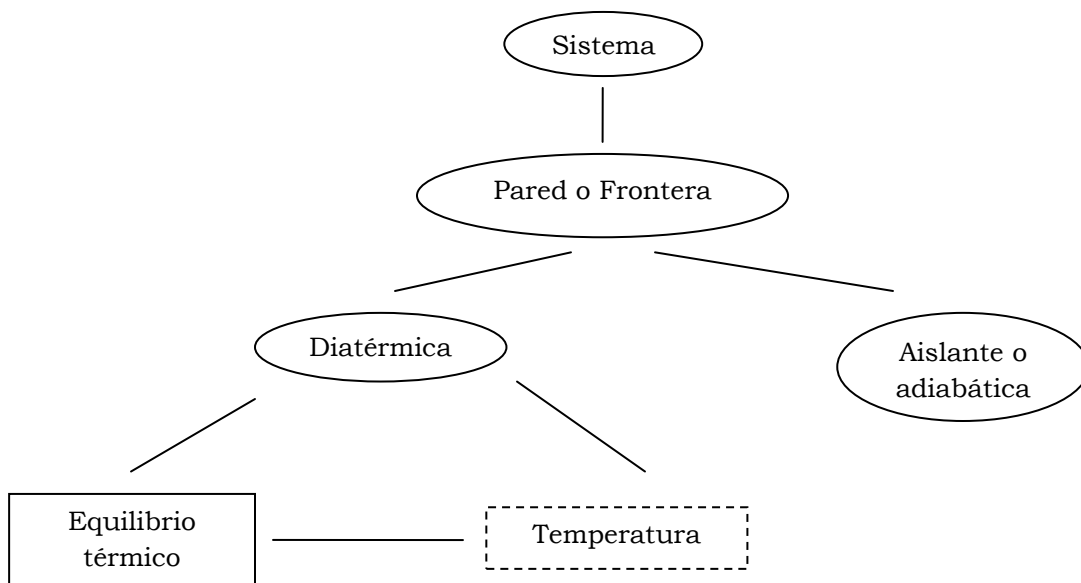 Sistema
Pared o Frontera
Diatérmica
Aislante o
adiabática
Equilibrio
térmico
Temperatura